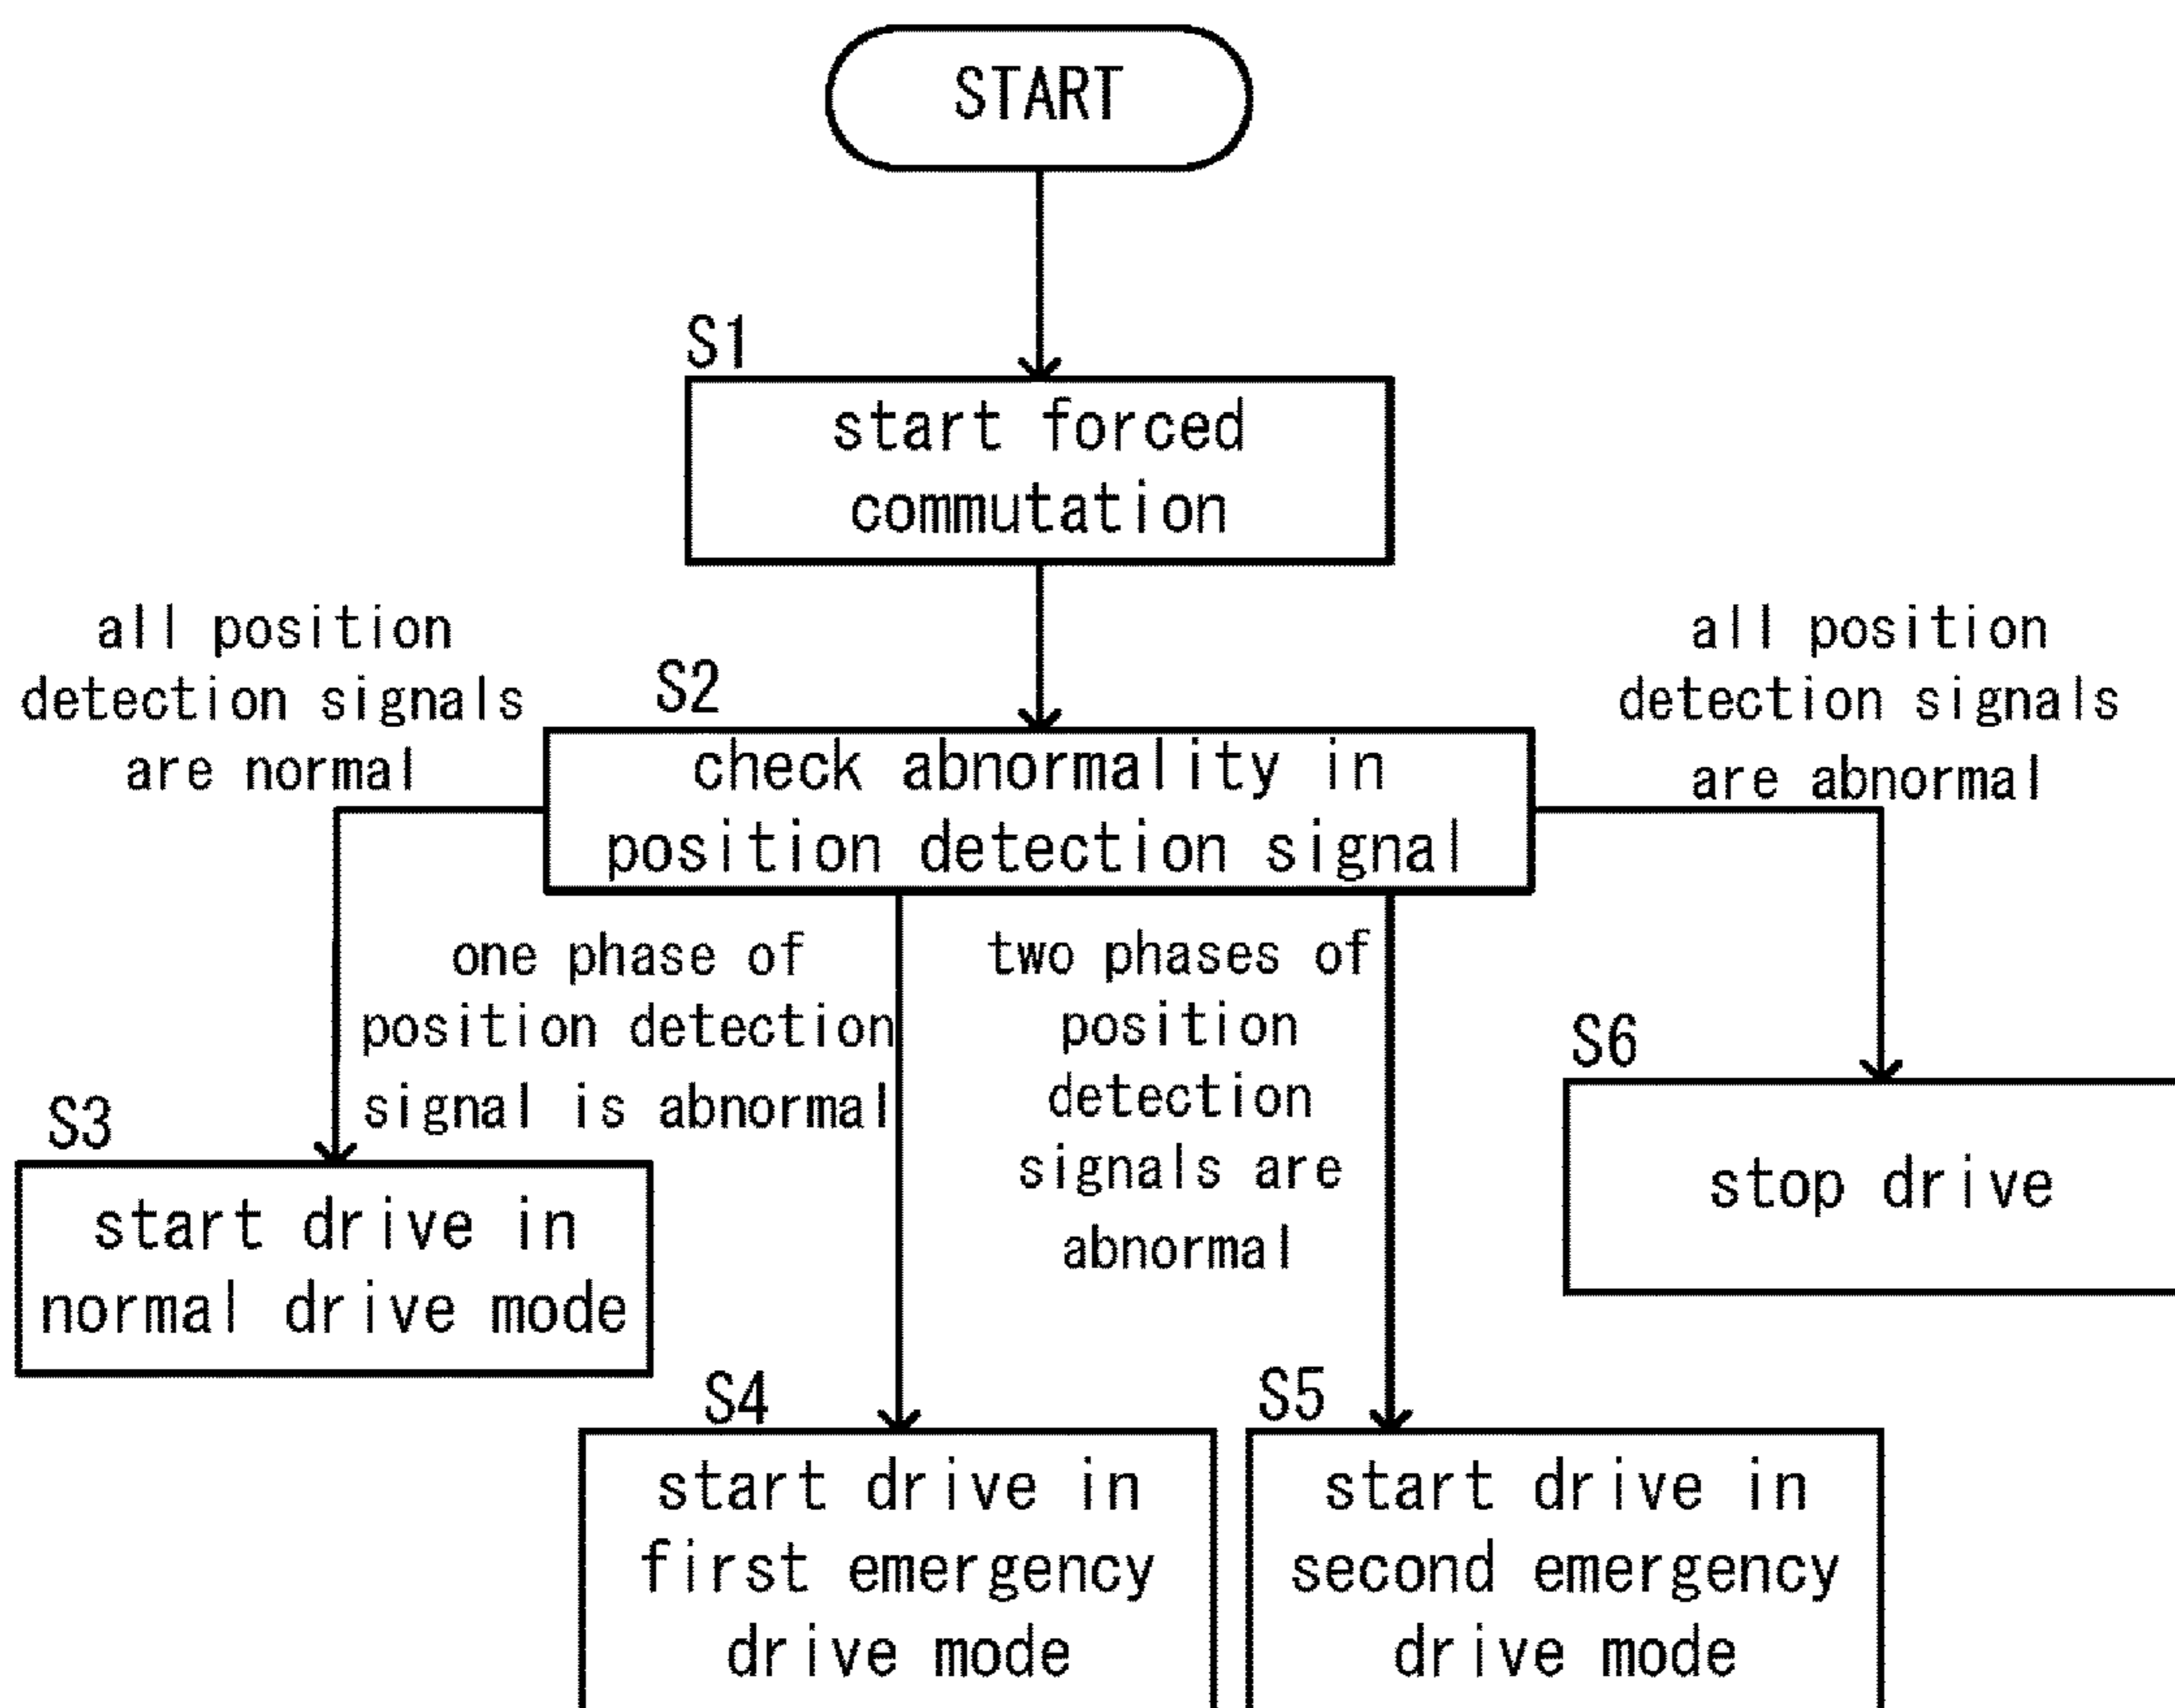 START
S1
start forced
commutation
all position
detection signals
are normal
S2
check abnormality in
position detection signal
all position
detection signals
are abnormal
one phase of
position detection
signal is abnormal
two phases of
position
detection
signals are
abnormal
S3
start drive in
normal drive mode
S4
start drive in
first emergency
drive mode
S5
start drive in
second emergency
drive mode
S6
stop drive